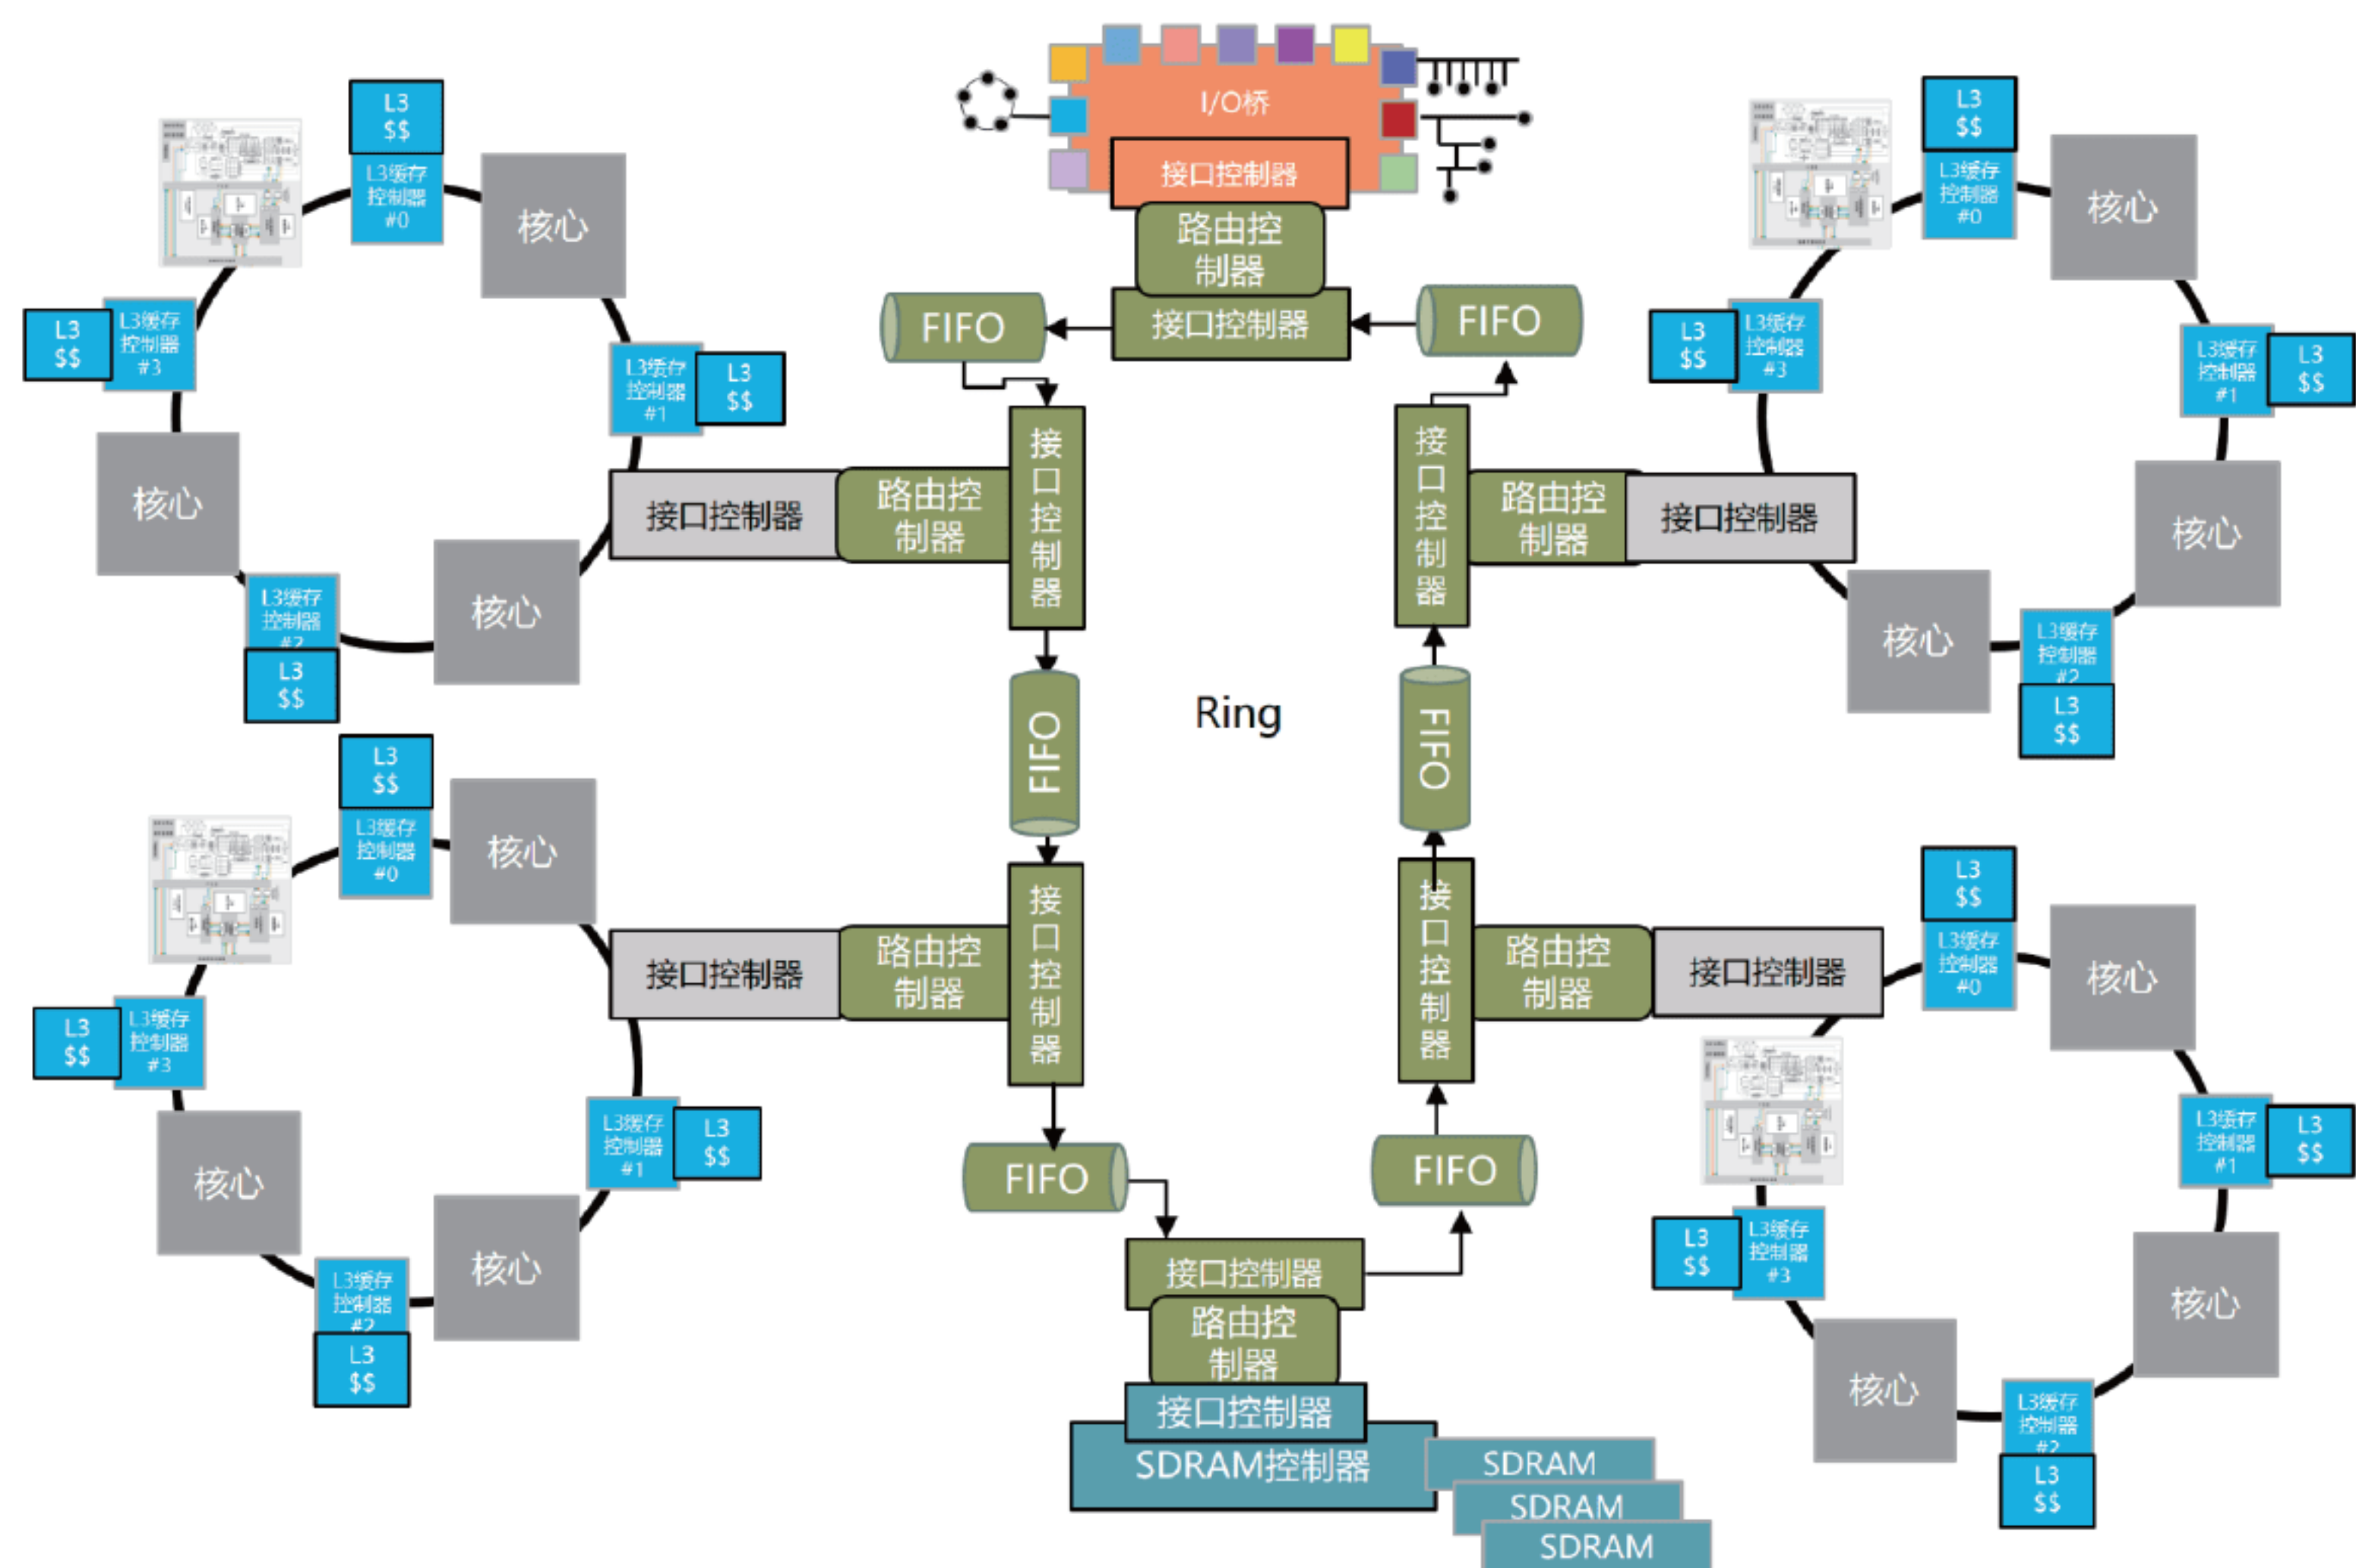 I/O桥
接口控制器
路由控
制器
接口控制器
FIFO
FIFO
L3
$$
L3缓存
控制器
#0
核心
L3
$$
L3缓存
控制器
#3
L3缓存
控制器
#1
L3
$$
核心
核心
L3缓存
控制器
#2
L3
$$
接口控制器
路由控
制器
接
口
控
制
器
FIFO
L3
$$
L3缓存
控制器
#0
核心
L3
$$
L3缓存
控制器
#3
L3
$$
L3缓存
控制器
#1
核心
核心
L3缓存
控制器
#2
L3
$$
接
口
控
制
器
路由控
制器
接口控制器
Ring
FIFO
L3
$$
L3缓存
控制器
#0
核心
接口控制器
路由控
制器
接
口
控
制
器
L3
$$
L3缓存
控制器
#3
L3缓存
控制器
#1
L3
$$
核心
核心
L3缓存
控制器
#2
L3
$$
FIFO
接
口
控
制
器
路由控
制器
接口控制器
L3
$$
L3缓存
控制器
#0
核心
L3缓存
控制器
#1
L3
$$
L3
$$
L3缓存
控制器
#3
核心
核心
L3缓存
控制器
#2
L3
$$
FIFO
接口控制器
路由控
制器
接口控制器
SDRAM控制器
SDRAM
SDRAM
SDRAM